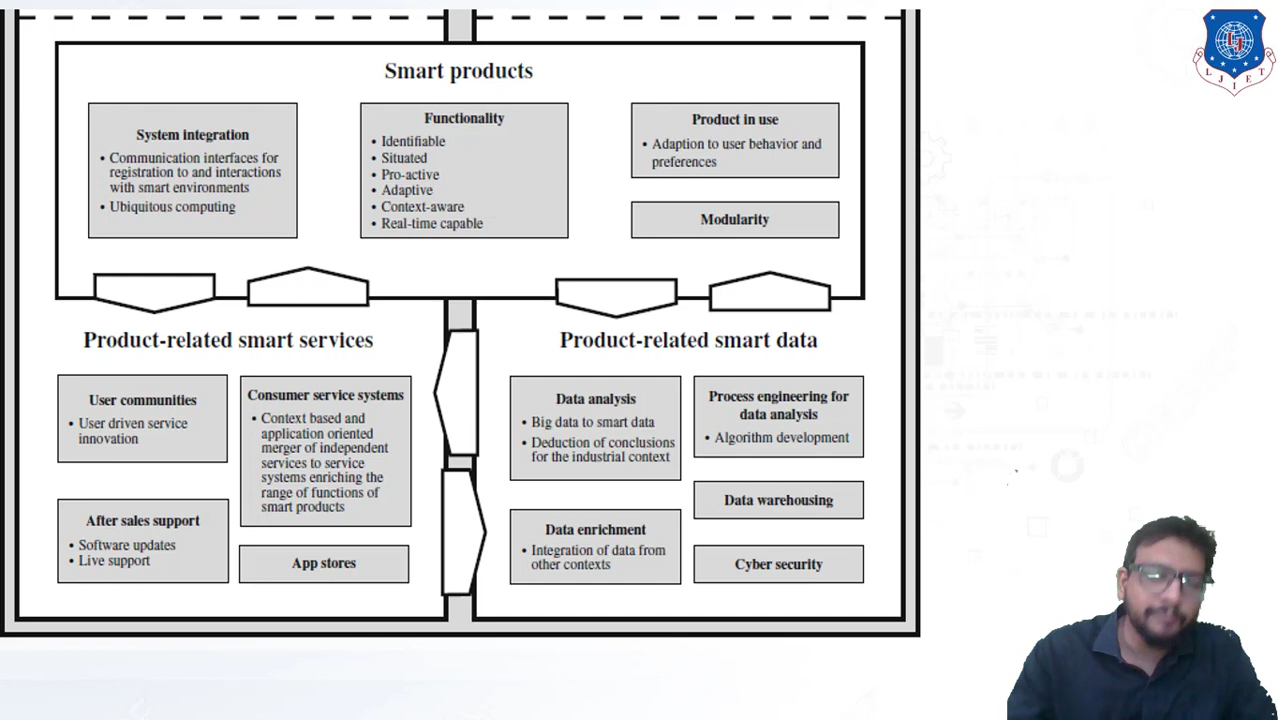 Smart products
System integration
• Communication interfaces for
registration to and interactions
with smart environments
• Ubiquitous computing
Functionality
• Identifiable
• Situated
• Pro-active
• Adaptive
• Context-aware
• Real-time capable
Product in use
• Adaption to user behavior and
preferences
Modularity
Product-related smart services
User communities
• User driven service
innovation
Consumer service systems
• Context based and
application oriented
merger of independent
services to service
systems enriching the
range of functions of
smart products
After sales support
• Software updates
• Live support
App stores
Product-related smart data
Data analysis
• Big data to smart data
• Deduction of conclusions
for the industrial context
Process engineering for
data analysis
• Algorithm development
Data warehousing
Data enrichment
• Integration of data from
other contexts
Cyber security
LJ
LJIET